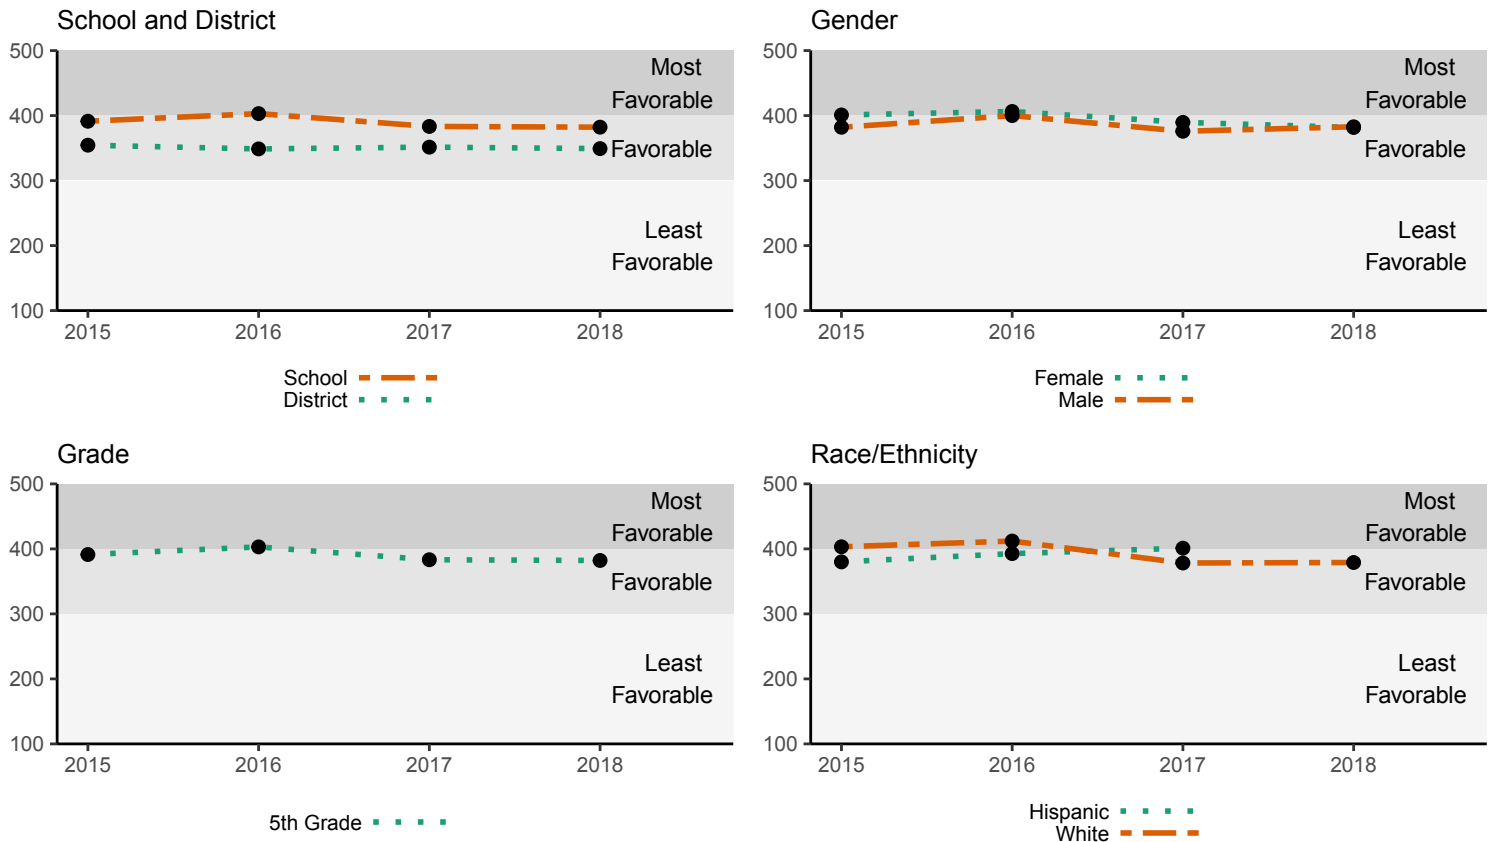 School and District
500
400
300
200
100
Most
Favorable
Favorable
Least
Favorable
2015 2016 2017 2018
School
District
Gender
500
400
300
200
100
Most
Favorable
Favorable
Least
Favorable
2015 2016 2017 2018
Female
Male
Grade
500
400
300
200
100
Most
Favorable
Favorable
Least
Favorable
2015 2016 2017 2018
5th Grade
Race/Ethnicity
500
400
300
200
100
Most
Favorable
Favorable
Least
Favorable
2015 2016 2017 2018
Hispanic
White